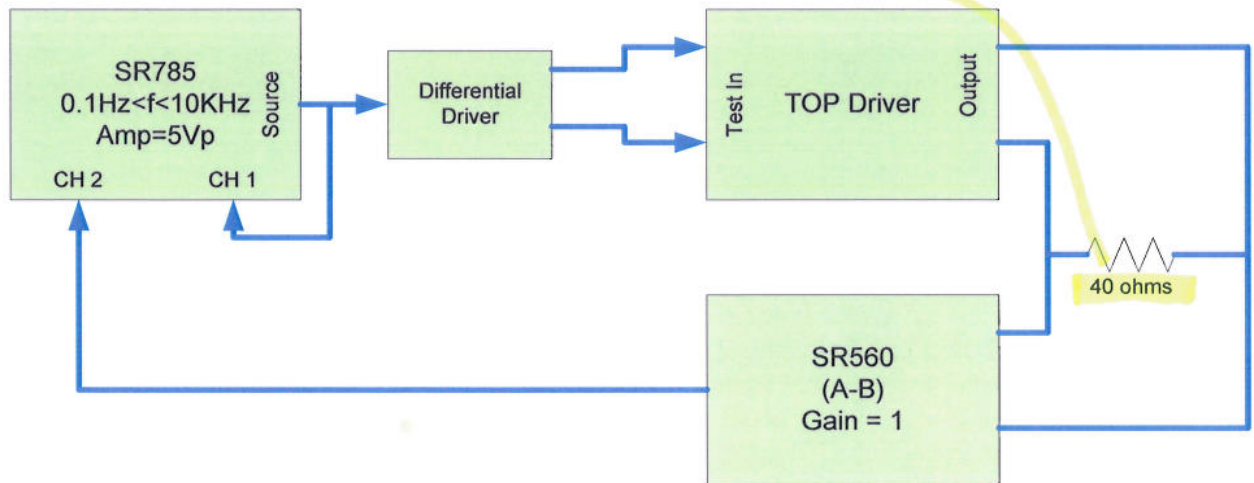 SR785
0.1Hz<f<10KHz
Amp=5Vp
Source
CH 2
CH 1
Differential
Driver
Test In
TOP Driver
Output
40 ohms
SR560
(A-B)
Gain = 1